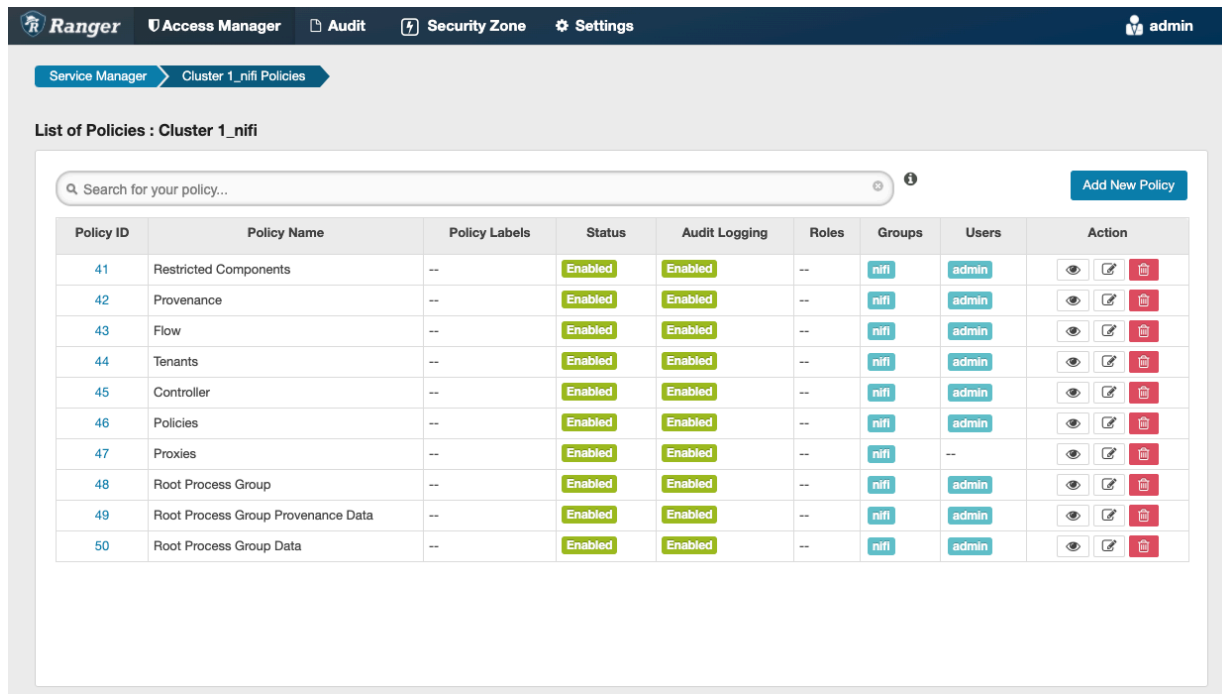 Ranger Access Manager Audit Security Zone Settings admin
Service Manager Cluster 1_nifi Policies
List of Policies : Cluster 1_nifi
Search for your policy... Add New Policy
Policy ID Policy Name Policy Labels Status Audit Logging Roles Groups Users Action
41 Restricted Components -- Enabled Enabled -- nifi admin
42 Provenance -- Enabled Enabled -- nifi admin
43 Flow -- Enabled Enabled -- nifi admin
44 Tenants -- Enabled Enabled -- nifi admin
45 Controller -- Enabled Enabled -- nifi admin
46 Policies -- Enabled Enabled -- nifi admin
47 Proxies -- Enabled Enabled -- nifi --
48 Root Process Group -- Enabled Enabled -- nifi admin
49 Root Process Group Provenance Data -- Enabled Enabled -- nifi admin
50 Root Process Group Data -- Enabled Enabled -- nifi admin